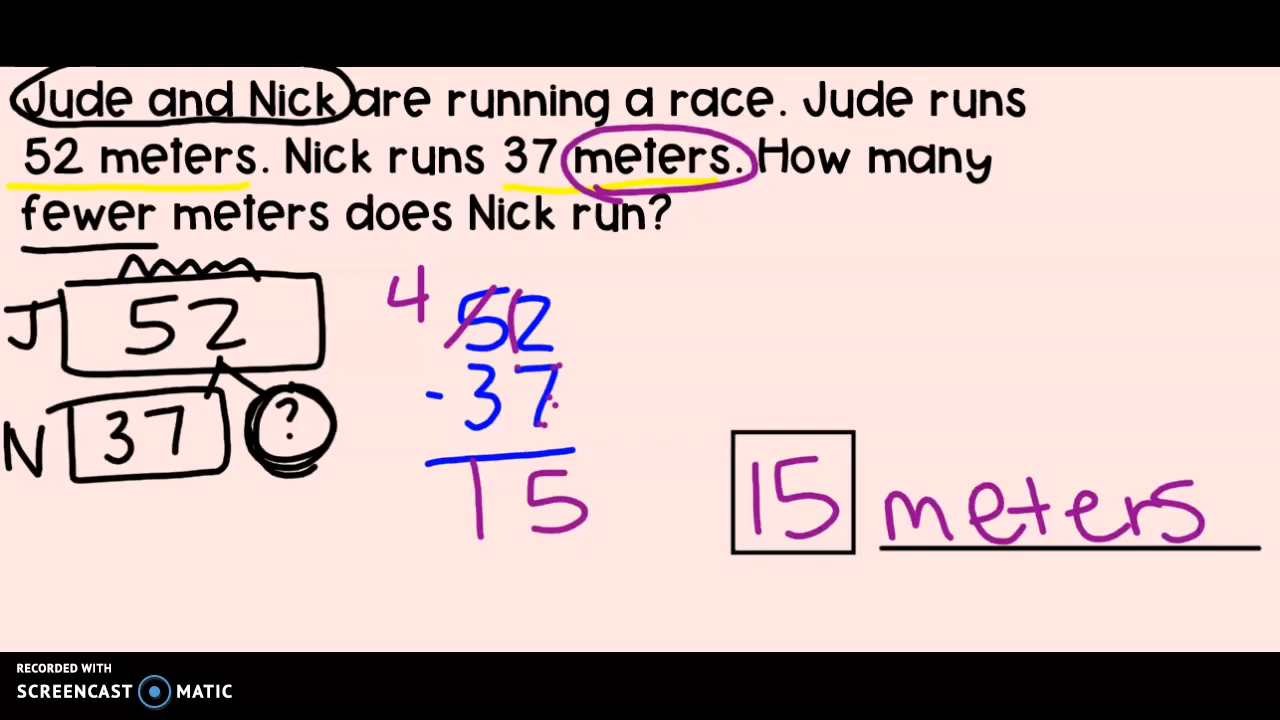 Jude and Nick are running a race. Jude runs
52 meters. Nick runs 37 meters. How many
fewer meters does Nick run?
J 52
N 37 ?
4
52
- 37
15
15 meters
RECORDED WITH
SCREENCAST MATIC